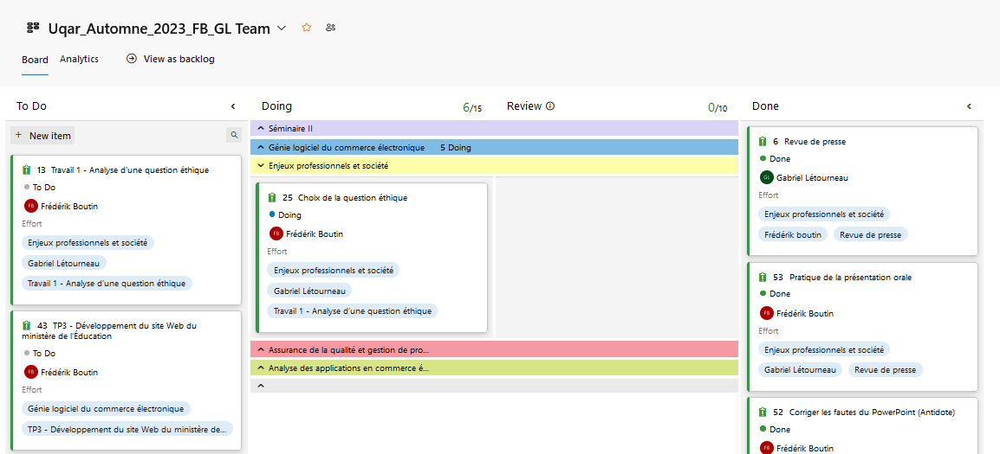 Uqar_Automne_2023_FB_GL Team
Board Analytics View as backlog
To Do
+ New item
13 Travail 1 - Analyse d'une question éthique
To Do
FB Frédérik Boutin
Effort
Enjeux professionnels et société
Gabriel Létourneau
Travail 1 - Analyse d'une question éthique
43 TP3 - Développement du site Web du
ministère de l'Éducation
To Do
FB Frédérik Boutin
Effort
Génie logiciel du commerce électronique
TP3 - Développement du site Web du ministère de...
Doing 6/15
Review 0/10
Séminaire II
Génie logiciel du commerce électronique 5 Doing
Enjeux professionnels et société
25 Choix de la question éthique
Doing
FB Frédérik Boutin
Effort
Enjeux professionnels et société
Gabriel Létourneau
Travail 1 - Analyse d'une question éthique
Assurance de la qualité et gestion de pro...
Analyse des applications en commerce é...
Done
6 Revue de presse
Done
GL Gabriel Létourneau
Effort
Enjeux professionnels et société
Frédérik boutin Revue de presse
53 Pratique de la présentation orale
Done
FB Frédérik Boutin
Effort
Enjeux professionnels et société
Gabriel Létourneau Revue de presse
52 Corriger les fautes du PowerPoint (Antidote)
Done
FB Frédérik Boutin